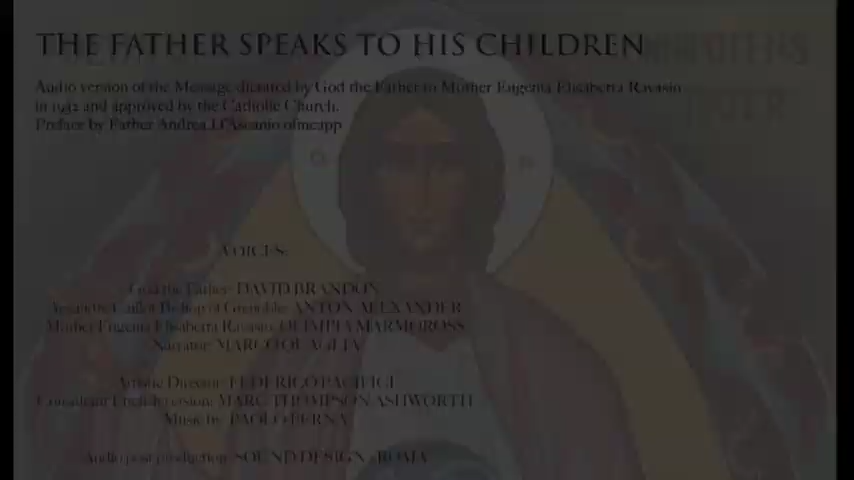 THE FATHER SPEAKS TO HIS CHILDREN
Audio version of the Message dictated by God the Father to Mother Eugenia Elisabetta Ravasio
in 1932 and approved by the Catholic Church.
Preface by Father Andrea D'Ascanio ofmcapp
VOICES:
God the Father: DAVID BRANDON
Caillot Bishop of Grenoble: ANTON ALEXANDER
Mother Eugenia Elisabetta Ravasio: OLIMPIA MARMOROSS
Narrator: MARCO QUAGLIA
Artistic Director: FEDERICO PACIFICI
Consultant English version: MARC THOMPSON ASHWORTH
Music by: PAOLO PERNA
Audio post production: SOUND DESIGN - ROMA